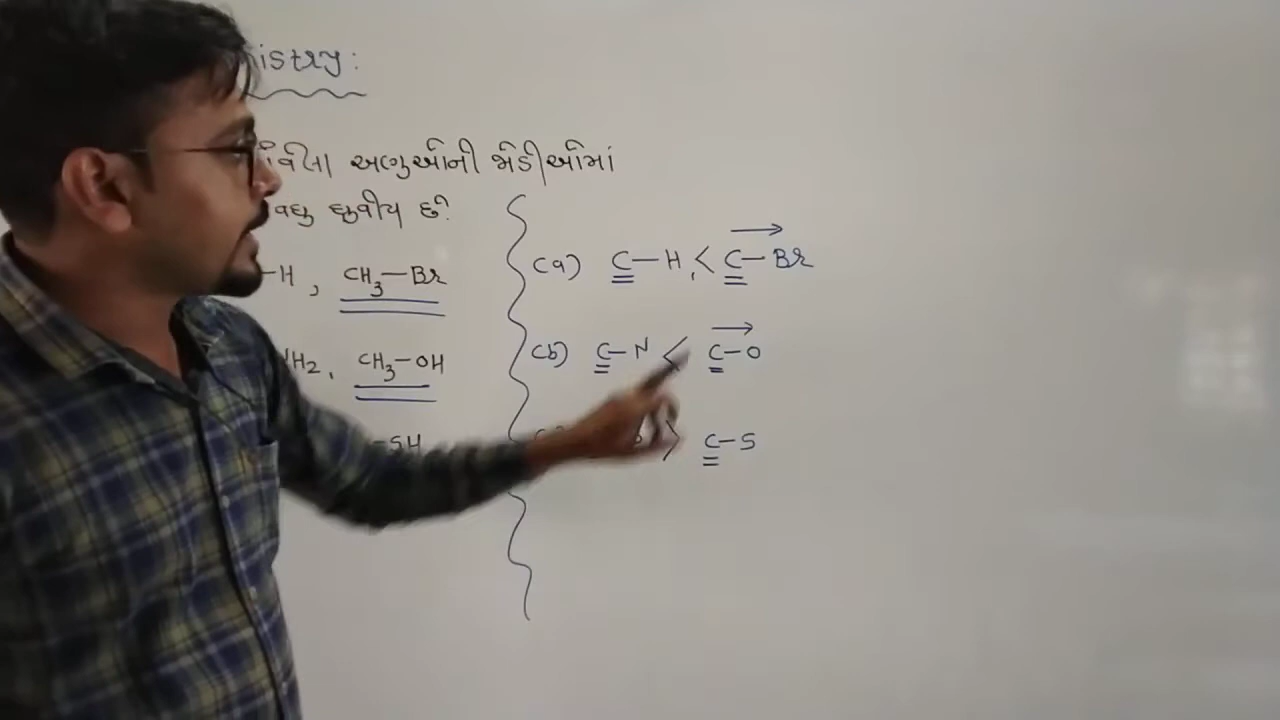 istry:
અણુઓની જોડીઓમાં
વધુ ધ્રુવીય છે?
-H, CH₃-Br
NH₂, CH₃-OH
-SH
(a) C-H, < C-Br
(b) C-N < C-O
> C-S